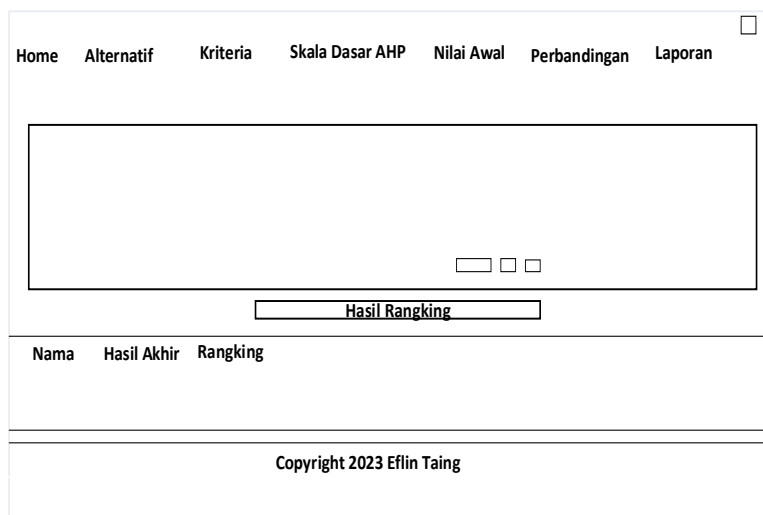 Home Alternatif Kriteria Skala Dasar AHP Nilai Awal Perbandingan Laporan
Hasil Rangking
Nama Hasil Akhir Rangking
Copyright 2023 Eflin Taing